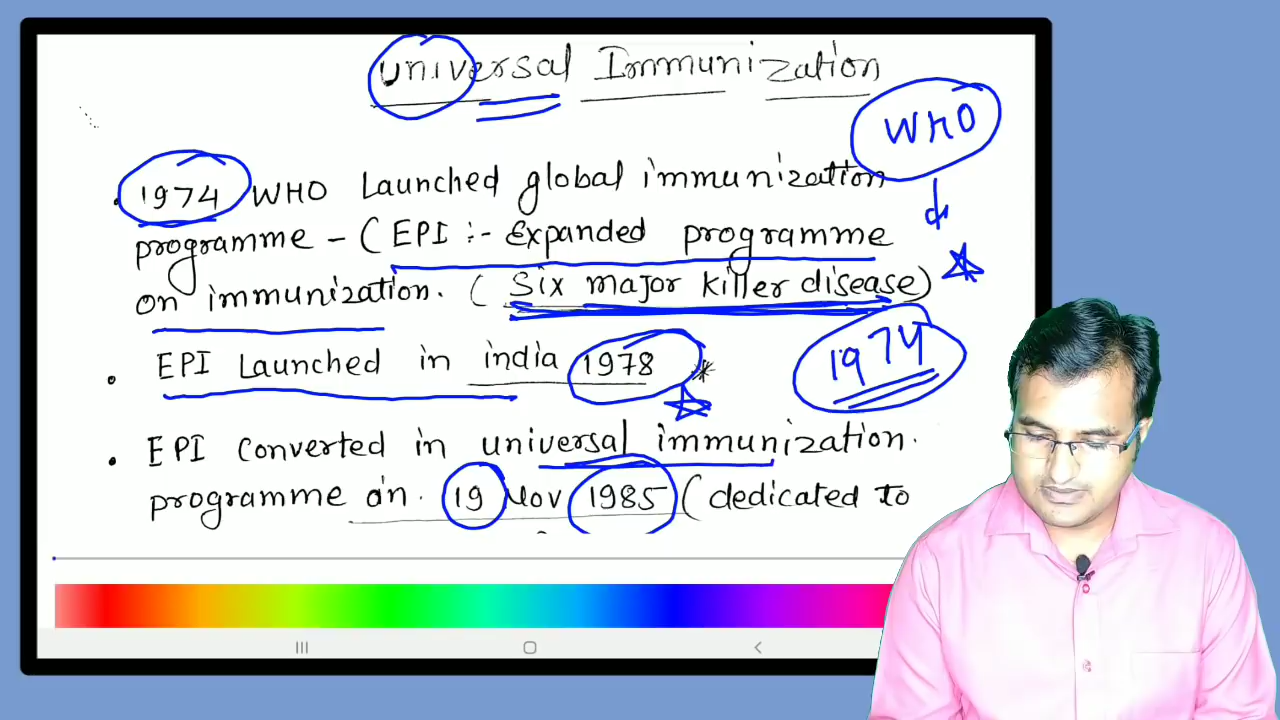 Universal Immunization
WHO
1974 WHO Launched global immunization
programme - ( EPI :- Expanded programme
on immunization. ( Six major killer disease )
1974
EPI Launched in india 1978 *
EPI converted in universal immunization.
programme on. 19 Nov 1985 ( dedicated to